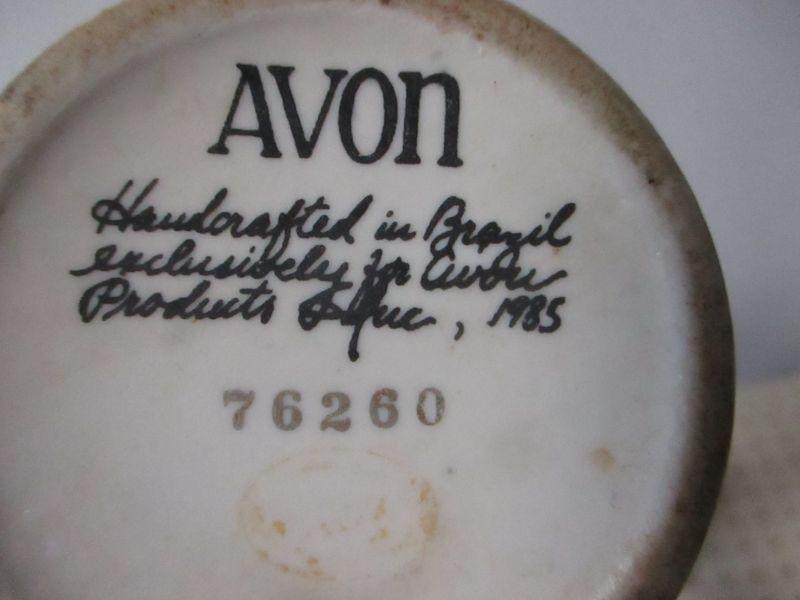 AVON
Handcrafted in Brazil
exclusively for Avon
Products Inc, 1985
76260